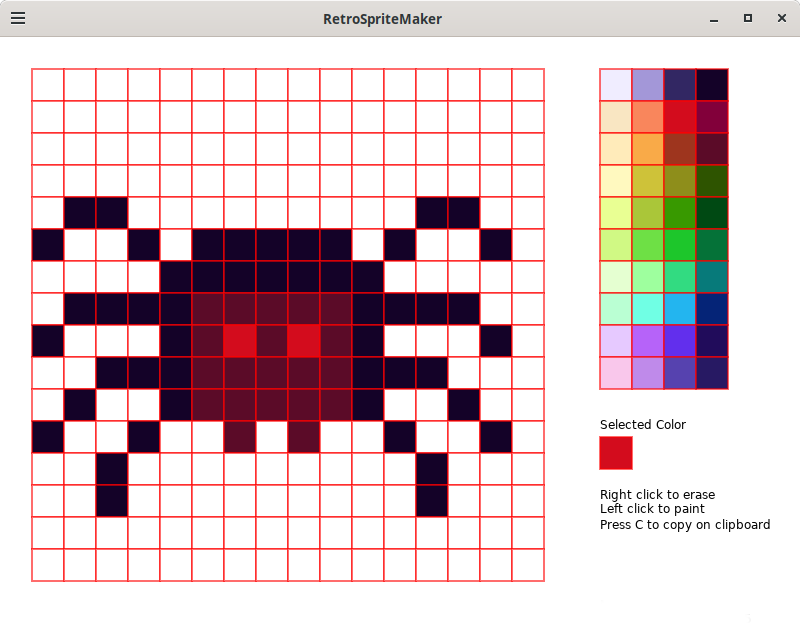 RetroSpriteMaker
Selected Color
Right click to erase
Left click to paint
Press C to copy on clipboard